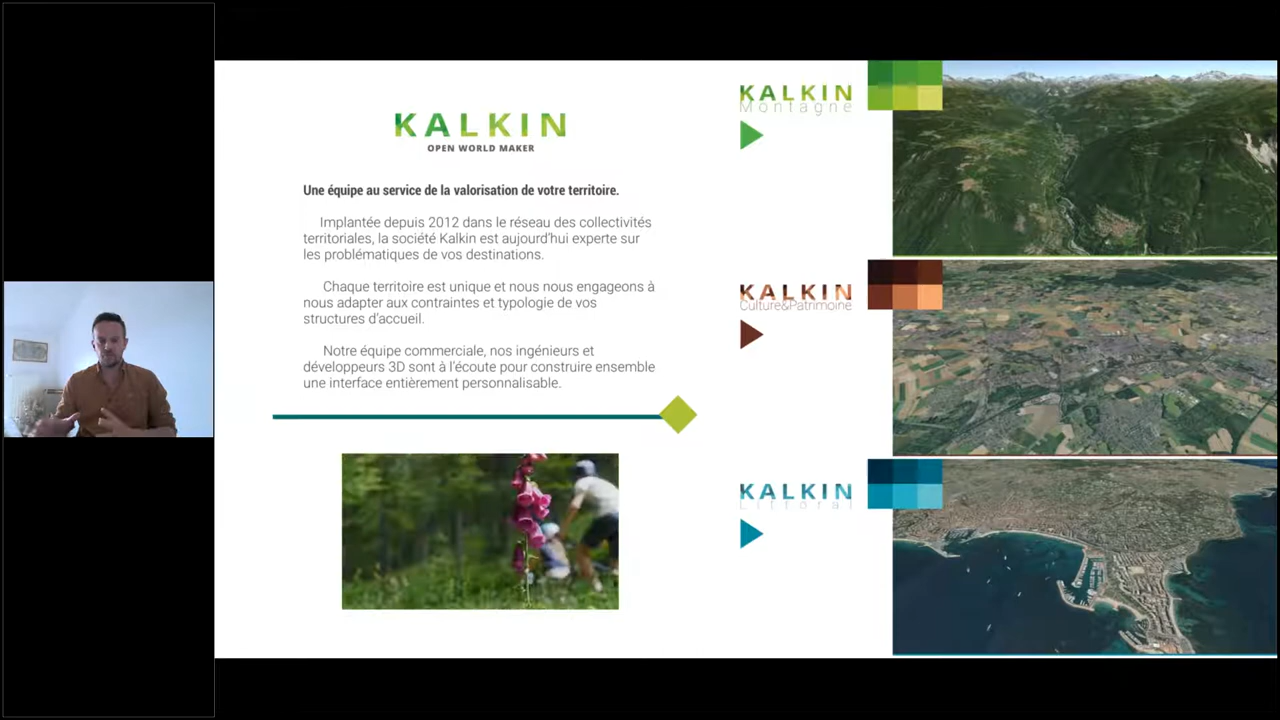 KALKIN
OPEN WORLD MAKER
Une équipe au service de la valorisation de votre territoire.
Implantée depuis 2012 dans le réseau des collectivités
territoriales, la société Kalkin est aujourd'hui experte sur
les problématiques de vos destinations.
Chaque territoire est unique et nous nous engageons à
nous adapter aux contraintes et typologie de vos
structures d'accueil.
Notre équipe commerciale, nos ingénieurs et
développeurs 3D sont à l'écoute pour construire ensemble
une interface entièrement personnalisable.
KALKIN
Montagne
KALKIN
Culture&Patrimoine
KALKIN
Littoral